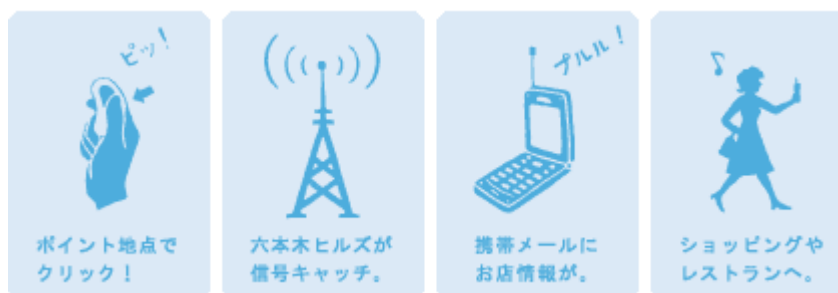 ピッ!
ポイント地点で
クリック!
六本木ヒルズが
信号キャッチ。
プルル!
携帯メールに
お店情報が。
ショッピングや
レストランへ。